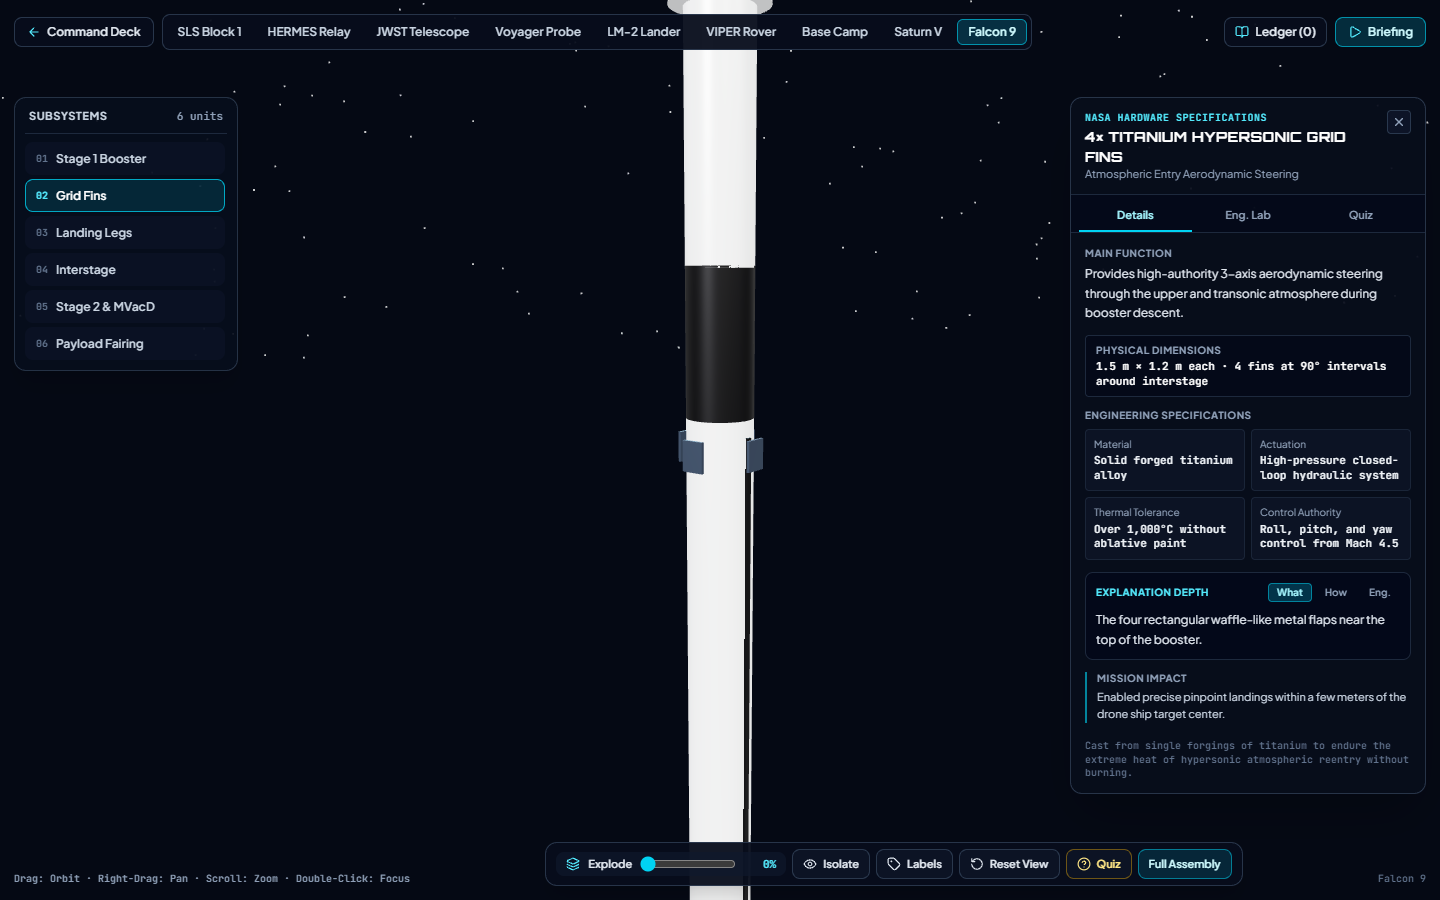 Command Deck
SLS Block 1
HERMES Relay
JWST Telescope
Voyager Probe
LM-2 Lander
VIPER Rover
Base Camp
Saturn V
Falcon 9
Ledger (0)
Briefing
SUBSYSTEMS
6 units
01 Stage 1 Booster
02 Grid Fins
03 Landing Legs
04 Interstage
05 Stage 2 & MVacD
06 Payload Fairing
NASA HARDWARE SPECIFICATIONS
4× TITANIUM HYPERSONIC GRID
FINS
Atmospheric Entry Aerodynamic Steering
Details
Eng. Lab
Quiz
MAIN FUNCTION
Provides high-authority 3-axis aerodynamic steering
through the upper and transonic atmosphere during
booster descent.
PHYSICAL DIMENSIONS
1.5 m × 1.2 m each · 4 fins at 90° intervals
around interstage
ENGINEERING SPECIFICATIONS
Material
Solid forged titanium
alloy
Actuation
High-pressure closed-
loop hydraulic system
Thermal Tolerance
Over 1,000°C without
ablative paint
Control Authority
Roll, pitch, and yaw
control from Mach 4.5
EXPLANATION DEPTH
What
How
Eng.
The four rectangular waffle-like metal flaps near the
top of the booster.
MISSION IMPACT
Enabled precise pinpoint landings within a few meters of the
drone ship target center.
Cast from single forgings of titanium to endure the
extreme heat of hypersonic atmospheric reentry without
burning.
Explode
0%
Isolate
Labels
Reset View
Quiz
Full Assembly
Drag: Orbit · Right-Drag: Pan · Scroll: Zoom · Double-Click: Focus
Falcon 9